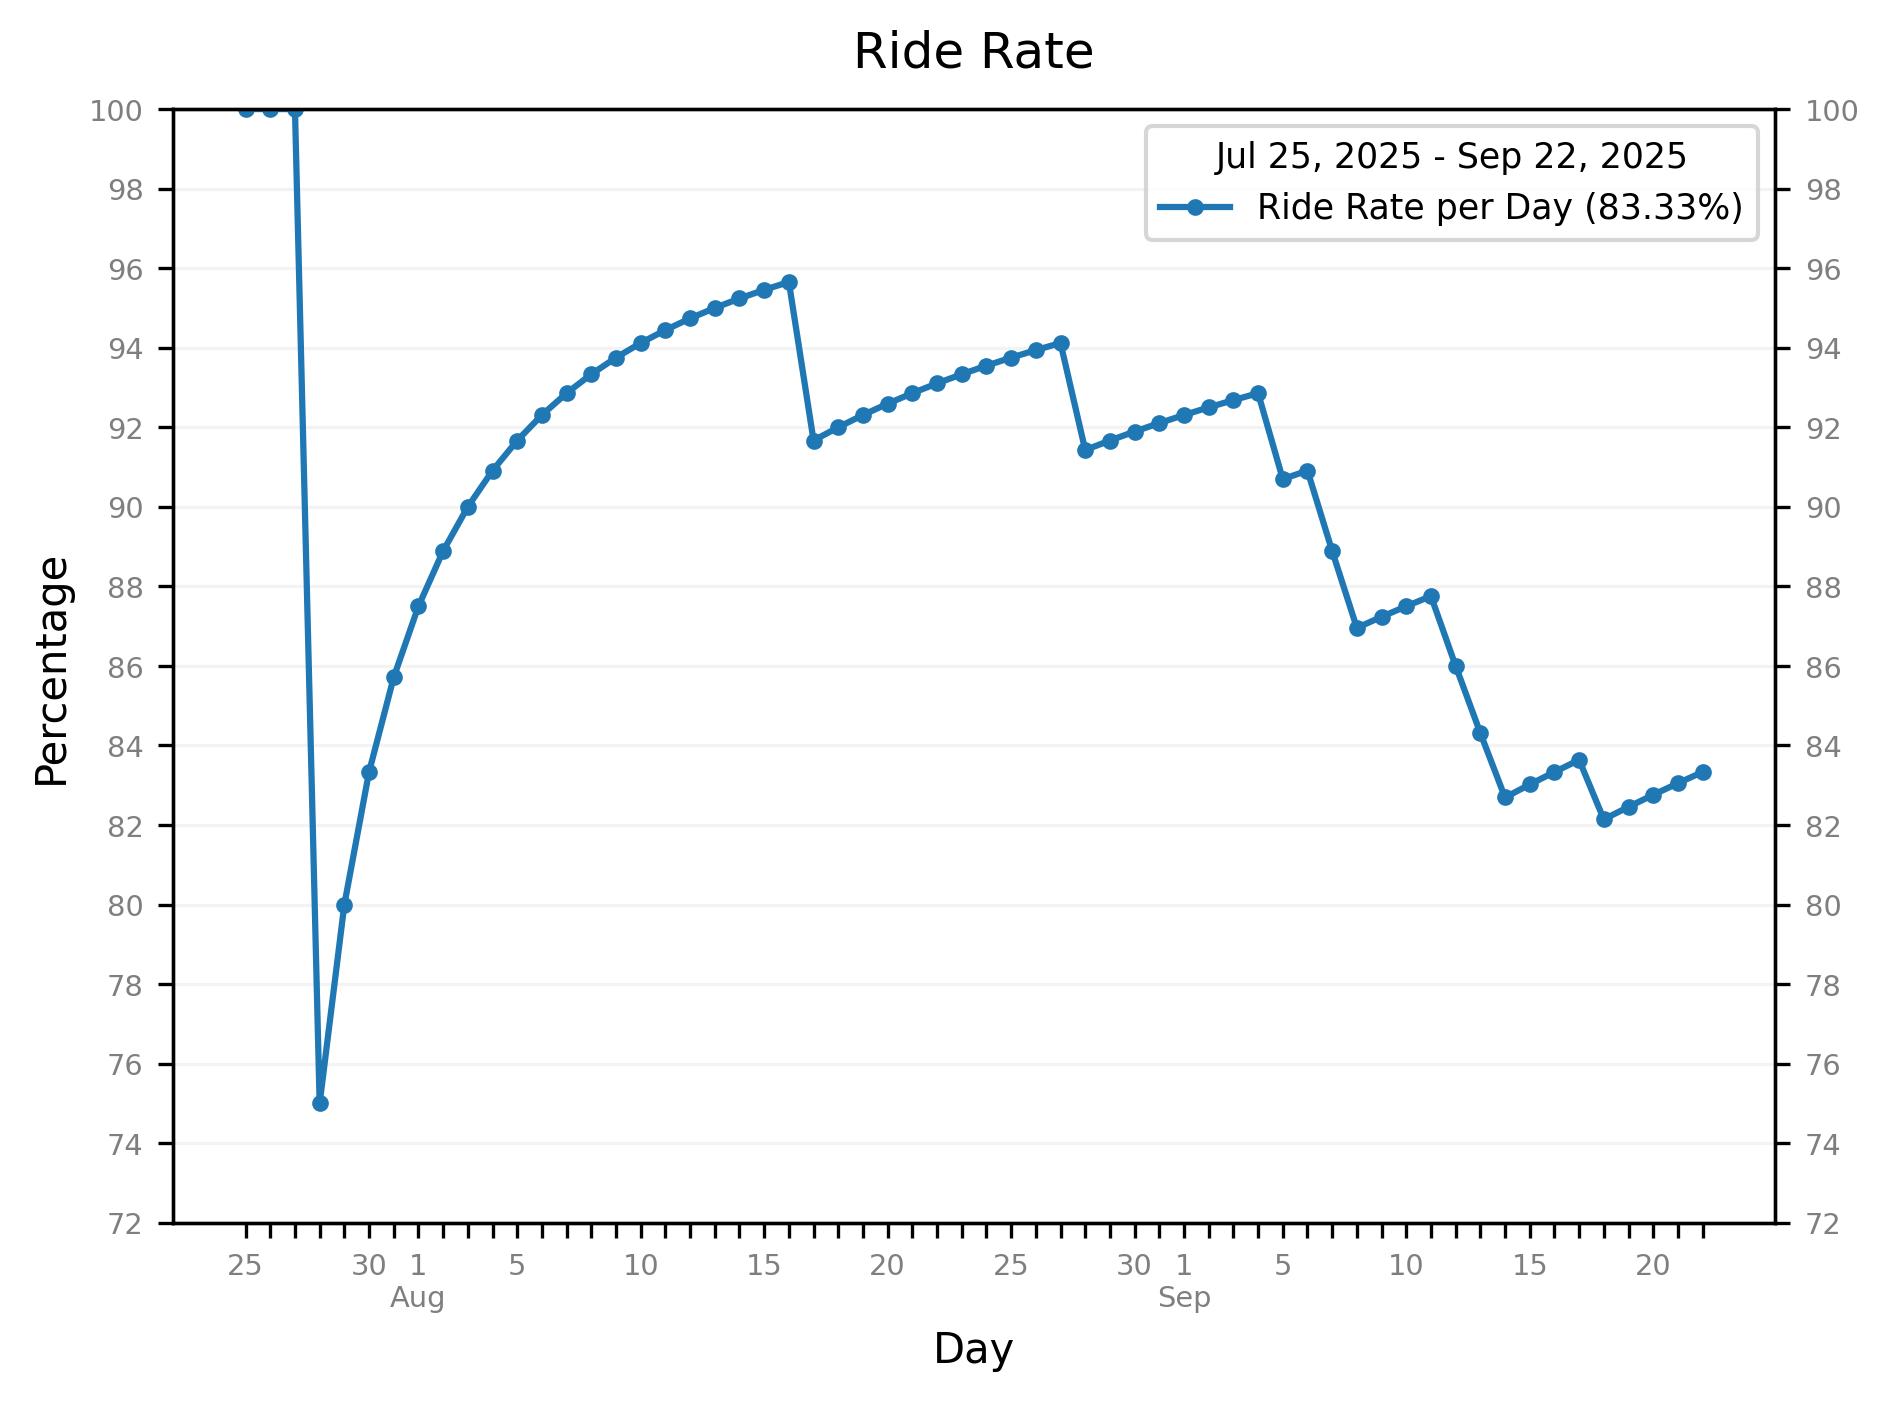 Ride Rate
Jul 25, 2025 - Sep 22, 2025
Ride Rate per Day (83.33%)
Percentage
100 100
98 98
96 96
94 94
92 92
90 90
88 88
86 86
84 84
82 82
80 80
78 78
76 76
74 74
72 72
25 30 1 5 10 15 20 25 30 1 5 10 15 20
Aug Sep
Day